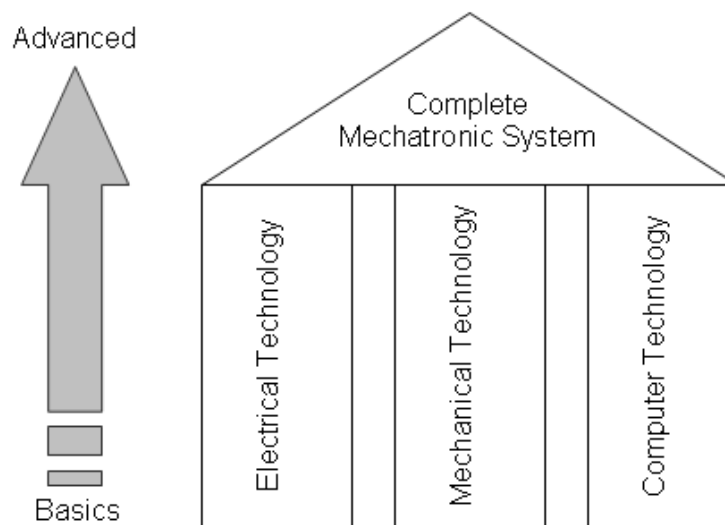 Advanced
Complete
Mechatronic System
Electrical Technology
Mechanical Technology
Computer Technology
Basics